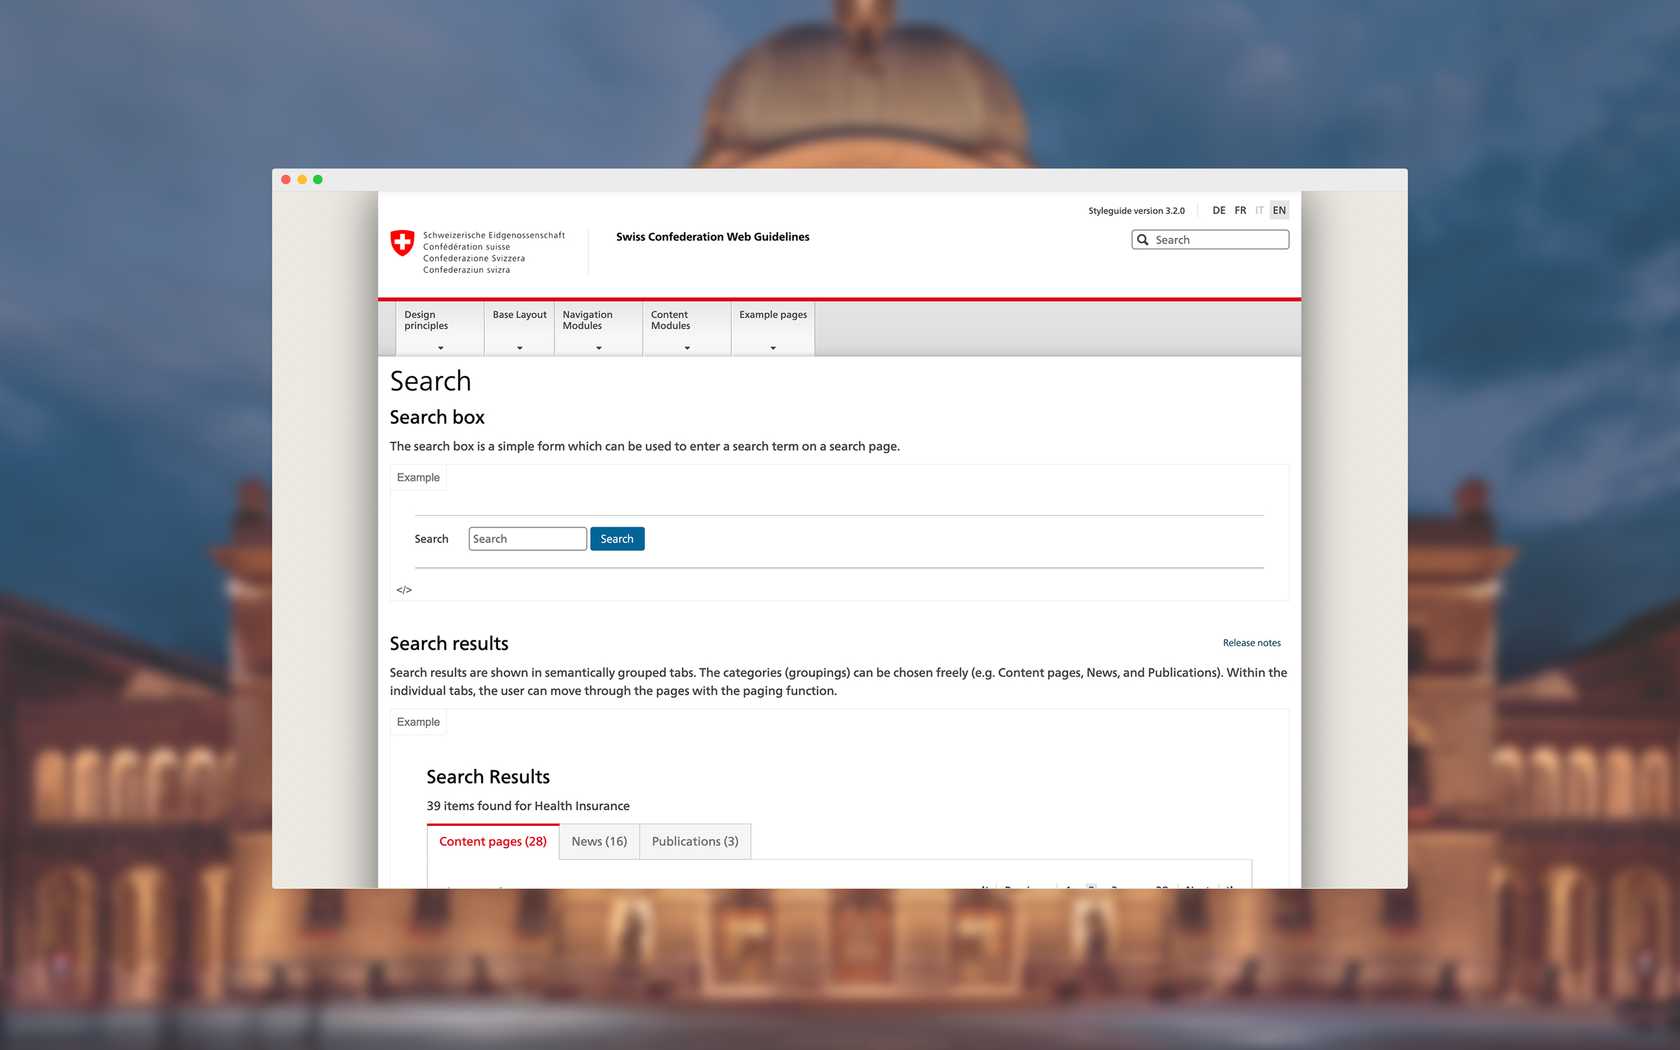 Styleguide version 3.2.0
DE FR IT EN
Schweizerische Eidgenossenschaft
Confédération suisse
Confederazione Svizzera
Confederaziun svizra
Swiss Confederation Web Guidelines
Search
Design
principles
Base Layout
Navigation
Modules
Content
Modules
Example pages
Search
Search box
The search box is a simple form which can be used to enter a search term on a search page.
Example
Search Search Search
</>
Search results
Release notes
Search results are shown in semantically grouped tabs. The categories (groupings) can be chosen freely (e.g. Content pages, News, and Publications). Within the
individual tabs, the user can move through the pages with the paging function.
Example
Search Results
39 items found for Health Insurance
Content pages (28) News (16) Publications (3)